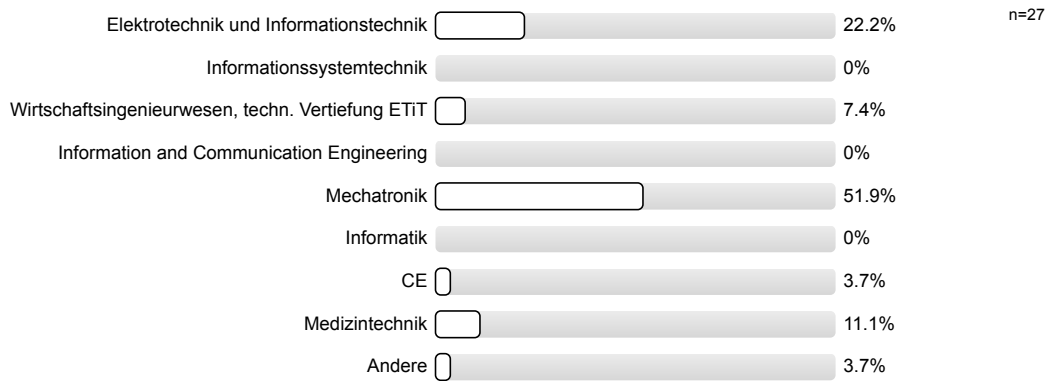 n=27
Elektrotechnik und Informationstechnik 22.2%
Informationssystemtechnik 0%
Wirtschaftsingenieurwesen, techn. Vertiefung ETiT 7.4%
Information and Communication Engineering 0%
Mechatronik 51.9%
Informatik 0%
CE 3.7%
Medizintechnik 11.1%
Andere 3.7%